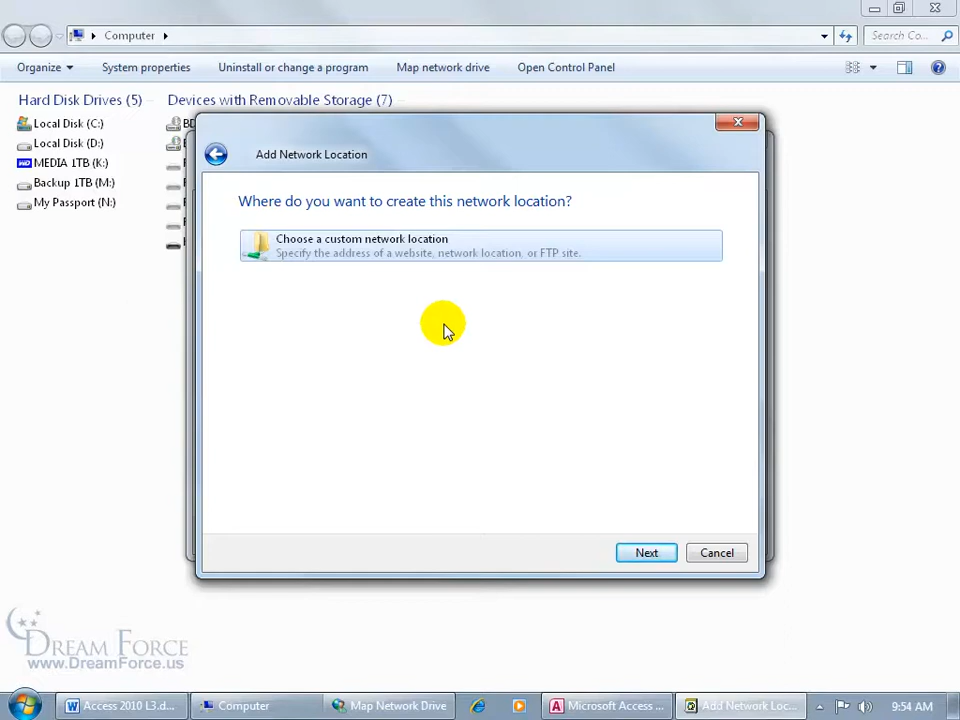 Computer
Search Co...
Organize
System properties
Uninstall or change a program
Map network drive
Open Control Panel
Hard Disk Drives (5)
Devices with Removable Storage (7)
Local Disk (C:)
Local Disk (D:)
MEDIA 1TB (K:)
Backup 1TB (M:)
My Passport (N:)
Add Network Location
Where do you want to create this network location?
Choose a custom network location
Specify the address of a website, network location, or FTP site.
Next
Cancel
DREAM FORCE
www.DreamForce.us
Access 2010 L3.d...
Computer
Map Network Drive
Microsoft Access ...
Add Network Loc...
9:54 AM